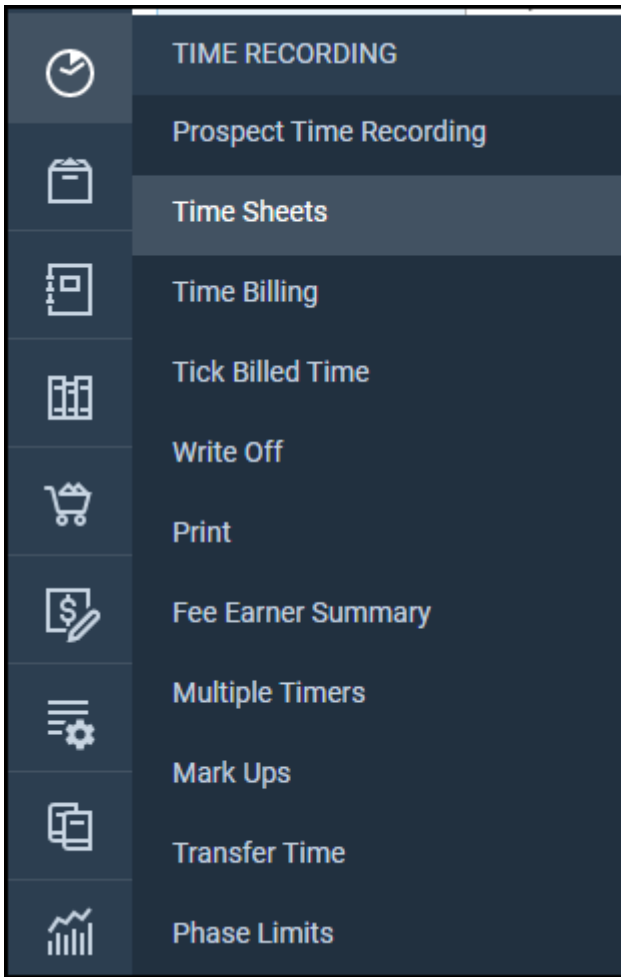 TIME RECORDING
Prospect Time Recording
Time Sheets
Time Billing
Tick Billed Time
Write Off
Print
Fee Earner Summary
Multiple Timers
Mark Ups
Transfer Time
Phase Limits